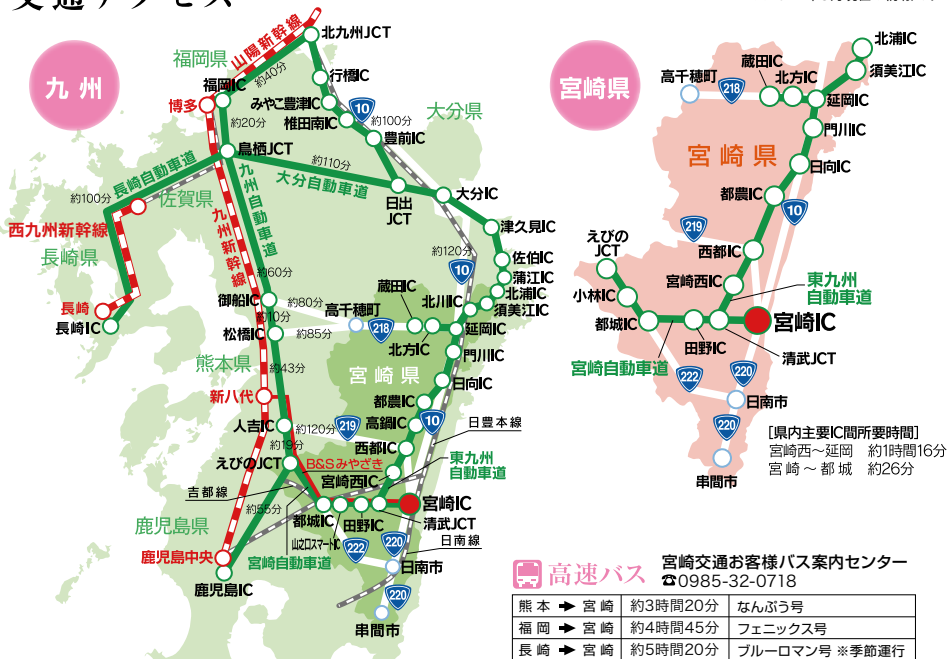 九州
福岡県
山陽新幹線
北九州JCT
約40分
福岡IC
博多
約20分
行橋IC
みやこ豊津IC
10
椎田南IC
約100分
豊前IC
大分県
鳥栖JCT
約110分
大分自動車道
長崎自動車道
約100分
佐賀県
九州自動車道
九州新幹線
日出JCT
大分IC
西九州新幹線
長崎県
津久見IC
約120分
佐伯IC
10
蒲江IC
北浦IC
須美江IC
約60分
御船IC
約80分
高千穂町
蔵田IC
北川IC
長崎
長崎IC
約10分
松橋IC
約85分
218
北方IC
延岡IC
門川IC
約43分
熊本県
宮崎県
日向IC
新八代
都農IC
人吉IC
約120分
219
高鍋IC
10
日豊本線
約19分
西都IC
えびのJCT
B&Sみやざき
宮崎西IC
東九州自動車道
吉都線
約55分
宮崎IC
都城IC
山之口スマートIC
田野IC
清武JCT
鹿児島県
宮崎自動車道
222
220
日南線
鹿児島中央
日南市
鹿児島IC
220
串間市
宮崎県
北浦IC
須美江IC
蔵田IC
北方IC
高千穂町
218
延岡IC
門川IC
宮崎県
日向IC
都農IC
10
219
えびの
JCT
西都IC
宮崎西IC
東九州
自動車道
小林IC
都城IC
田野IC
宮崎IC
清武JCT
宮崎自動車道
222
220
日南市
220
串間市
[県内主要IC間所要時間]
宮崎西〜延岡 約1時間16分
宮崎〜都城 約26分
高速バス
宮崎交通お客様バス案内センター
☎0985-32-0718
熊本 ➡ 宮崎 約3時間20分 なんぷう号
福岡 ➡ 宮崎 約4時間45分 フェニックス号
長崎 ➡ 宮崎 約5時間20分 ブルーロマン号 ※季節運行